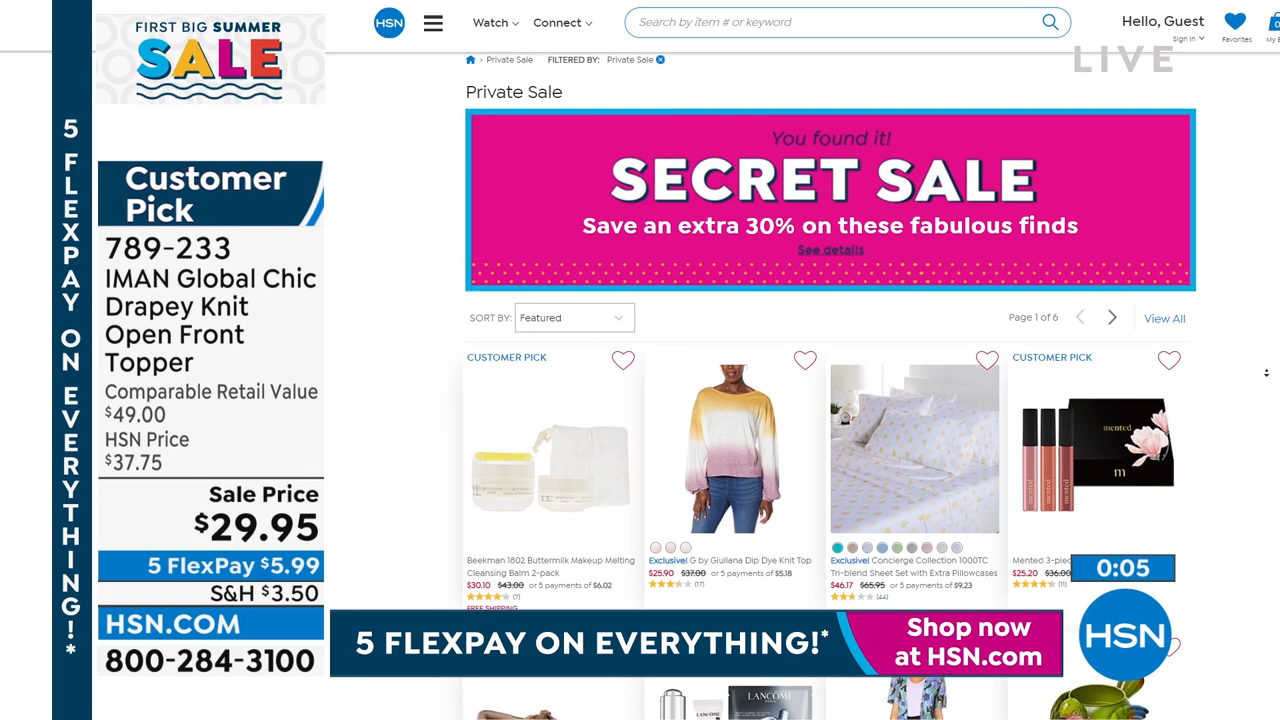 5 FLEXPAY ON EVERYTHING!*
FIRST BIG SUMMER
SALE
Customer
Pick
789-233
IMAN Global Chic
Drapey Knit
Open Front
Topper
Comparable Retail Value
$49.00
HSN Price
$37.75
Sale Price
$29.95
5 FlexPay $5.99
S&H $3.50
HSN.COM
800-284-3100
HSN
Watch
Connect
Search by item # or keyword
Hello, Guest
Sign In
Favorites
0
LIVE
Private Sale FILTERED BY: Private Sale
Private Sale
You found it!
SECRET SALE
Save an extra 30% on these fabulous finds
See details
SORT BY: Featured
Page 1 of 6
View All
CUSTOMER PICK
Beekman 1802 Buttermilk Makeup Melting
Cleansing Balm 2-pack
$30.10 $43.00 or 5 payments of $6.02
(7)
FREE SHIPPING
Exclusive! G by Giuliana Dip Dye Knit Top
$25.90 $37.00 or 5 payments of $5.18
(17)
Exclusive! Concierge Collection 1000TC
Tri-blend Sheet Set with Extra Pillowcases
$46.17 $65.95 or 5 payments of $9.23
(44)
CUSTOMER PICK
mented
m
mented
mented
mented
Mented 3-piec
$25.20 $36.00
(11)
0:05
5 FLEXPAY ON EVERYTHING!*
Shop now
at HSN.com
HSN
LANCÔME